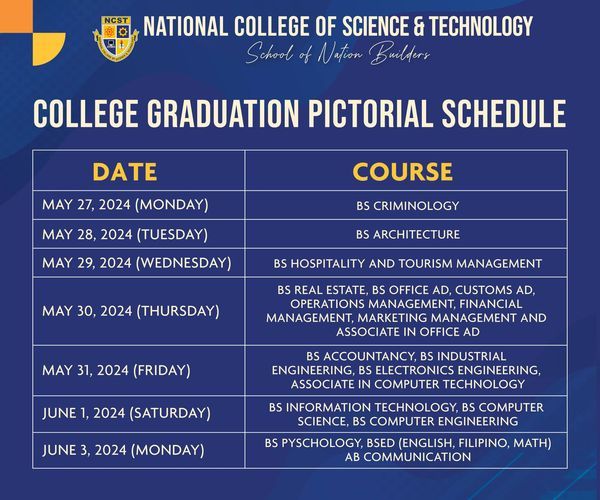 NCST
NATIONAL COLLEGE OF SCIENCE & TECHNOLOGY
School of Nation Builders
COLLEGE GRADUATION PICTORIAL SCHEDULE
DATE COURSE
MAY 27, 2024 (MONDAY) BS CRIMINOLOGY
MAY 28, 2024 (TUESDAY) BS ARCHITECTURE
MAY 29, 2024 (WEDNESDAY) BS HOSPITALITY AND TOURISM MANAGEMENT
MAY 30, 2024 (THURSDAY)
BS REAL ESTATE, BS OFFICE AD, CUSTOMS AD,
OPERATIONS MANAGEMENT, FINANCIAL
MANAGEMENT, MARKETING MANAGEMENT AND
ASSOCIATE IN OFFICE AD
MAY 31, 2024 (FRIDAY)
BS ACCOUNTANCY, BS INDUSTRIAL
ENGINEERING, BS ELECTRONICS ENGINEERING,
ASSOCIATE IN COMPUTER TECHNOLOGY
JUNE 1, 2024 (SATURDAY)
BS INFORMATION TECHNOLOGY, BS COMPUTER
SCIENCE, BS COMPUTER ENGINEERING
JUNE 3, 2024 (MONDAY)
BS PYSCHOLOGY, BSED (ENGLISH, FILIPINO, MATH)
AB COMMUNICATION